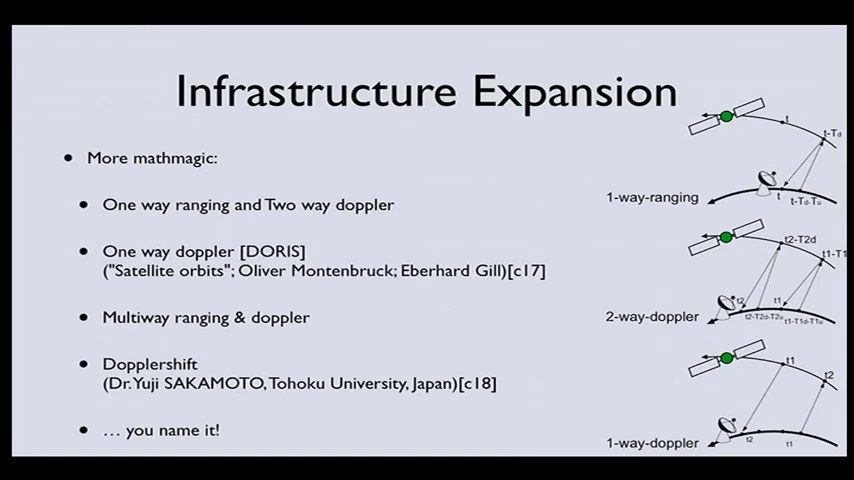 Infrastructure Expansion
More mathmagic:
One way ranging and Two way doppler
One way doppler [DORIS]
("Satellite orbits"; Oliver Montenbruck; Eberhard Gill)[c17]
Multiway ranging & doppler
Dopplershift
(Dr. Yuji SAKAMOTO, Tohoku University, Japan)[c18]
... you name it!
t
t-Td
1-way-ranging
t
t-Td-Tu
t2-T2d
t1-T1
2-way-doppler
t2
t1
t2-T2d-T2u
t1-T1d-T1u
t1
t2
1-way-doppler
t2
t1